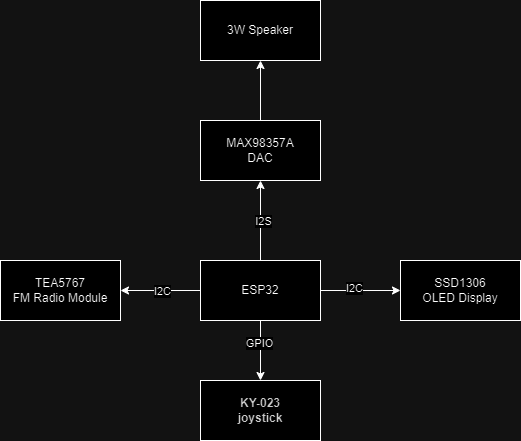 3W Speaker
MAX98357A
DAC
I2S
TEA5767
FM Radio Module
I2C
ESP32
I2C
SSD1306
OLED Display
GPIO
KY-023
joystick